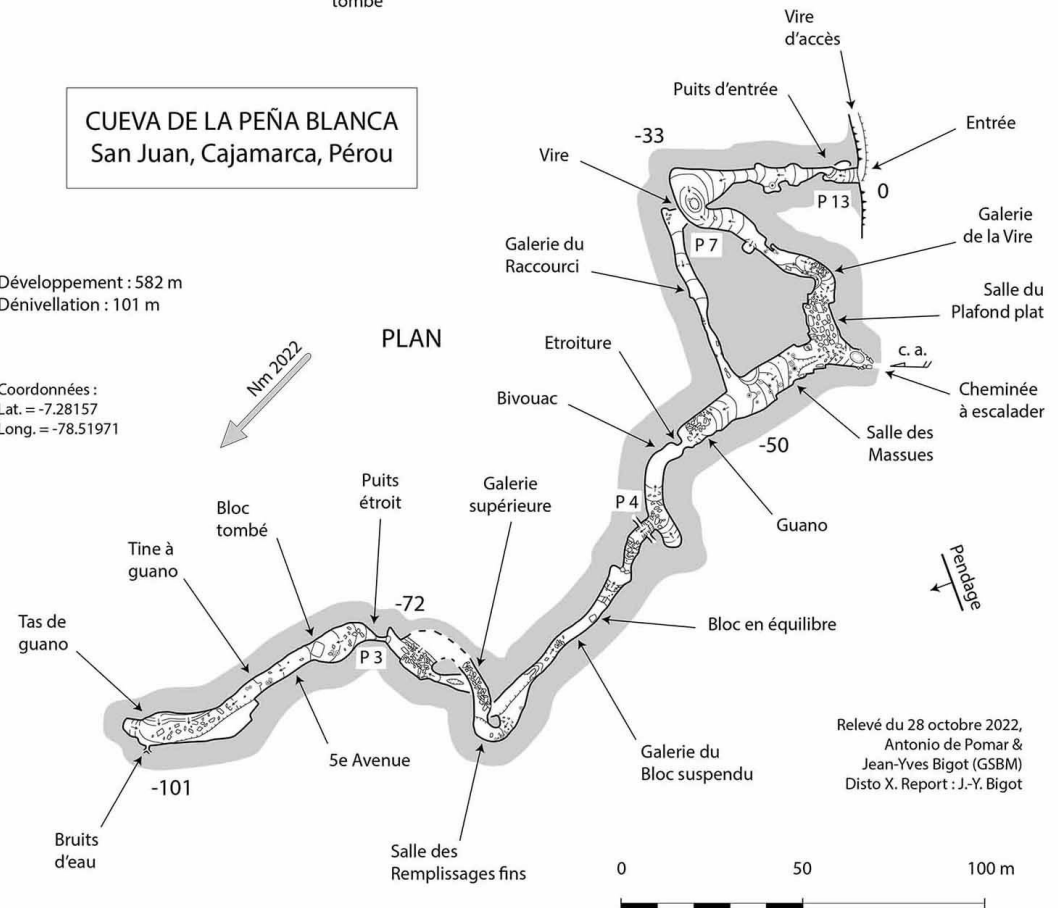 tombé
Vire
d'accès
Puits d'entrée
Entrée
CUEVA DE LA PEÑA BLANCA
San Juan, Cajamarca, Pérou
-33
Vire
P 13
0
Galerie
de la Vire
P 7
Galerie du
Raccourci
Développement : 582 m
Dénivellation : 101 m
Salle du
Plafond plat
PLAN
Etroiture
c. a.
Nm 2022
Coordonnées :
Lat. = -7.28157
Long. = -78.51971
Bivouac
Cheminée
à escalader
-50
Salle des
Massues
Puits
étroit
Galerie
supérieure
P 4
Guano
Bloc
tombé
Tine à
guano
Pendage
-72
Tas de
guano
P 3
Bloc en équilibre
5e Avenue
Galerie du
Bloc suspendu
Relevé du 28 octobre 2022,
Antonio de Pomar &
Jean-Yves Bigot (GSBM)
Disto X. Report : J.-Y. Bigot
-101
Bruits
d'eau
Salle des
Remplissages fins
0 50 100 m